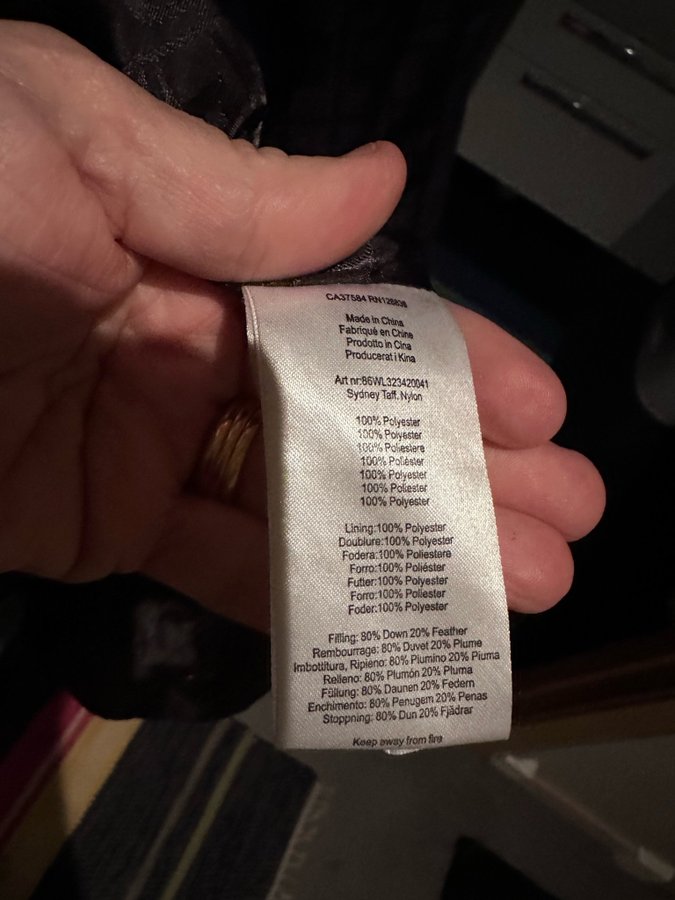 CA37584 RN126838
Made in China
Fabriqué en Chine
Prodotto in Cina
Producerat i Kina
Art nr:86WL323420041
Sydney Taff. Nylon
100% Polyester
100% Polyester
100% Poliestere
100% Poliéster
100% Polyester
100% Poliester
100% Polyester
Lining:100% Polyester
Doublure:100% Polyester
Fodera:100% Poliestere
Forro:100% Poliéster
Futter:100% Polyester
Forro:100% Poliester
Foder:100% Polyester
Filling: 80% Down 20% Feather
Rembourrage: 80% Duvet 20% Plume
Imbottitura, Ripieno: 80% Plumino 20% Piuma
Relleno: 80% Plumón 20% Pluma
Füllung: 80% Daunen 20% Federn
Enchimento: 80% Penugem 20% Penas
Stoppning: 80% Dun 20% Fjädrar
Keep away from fire